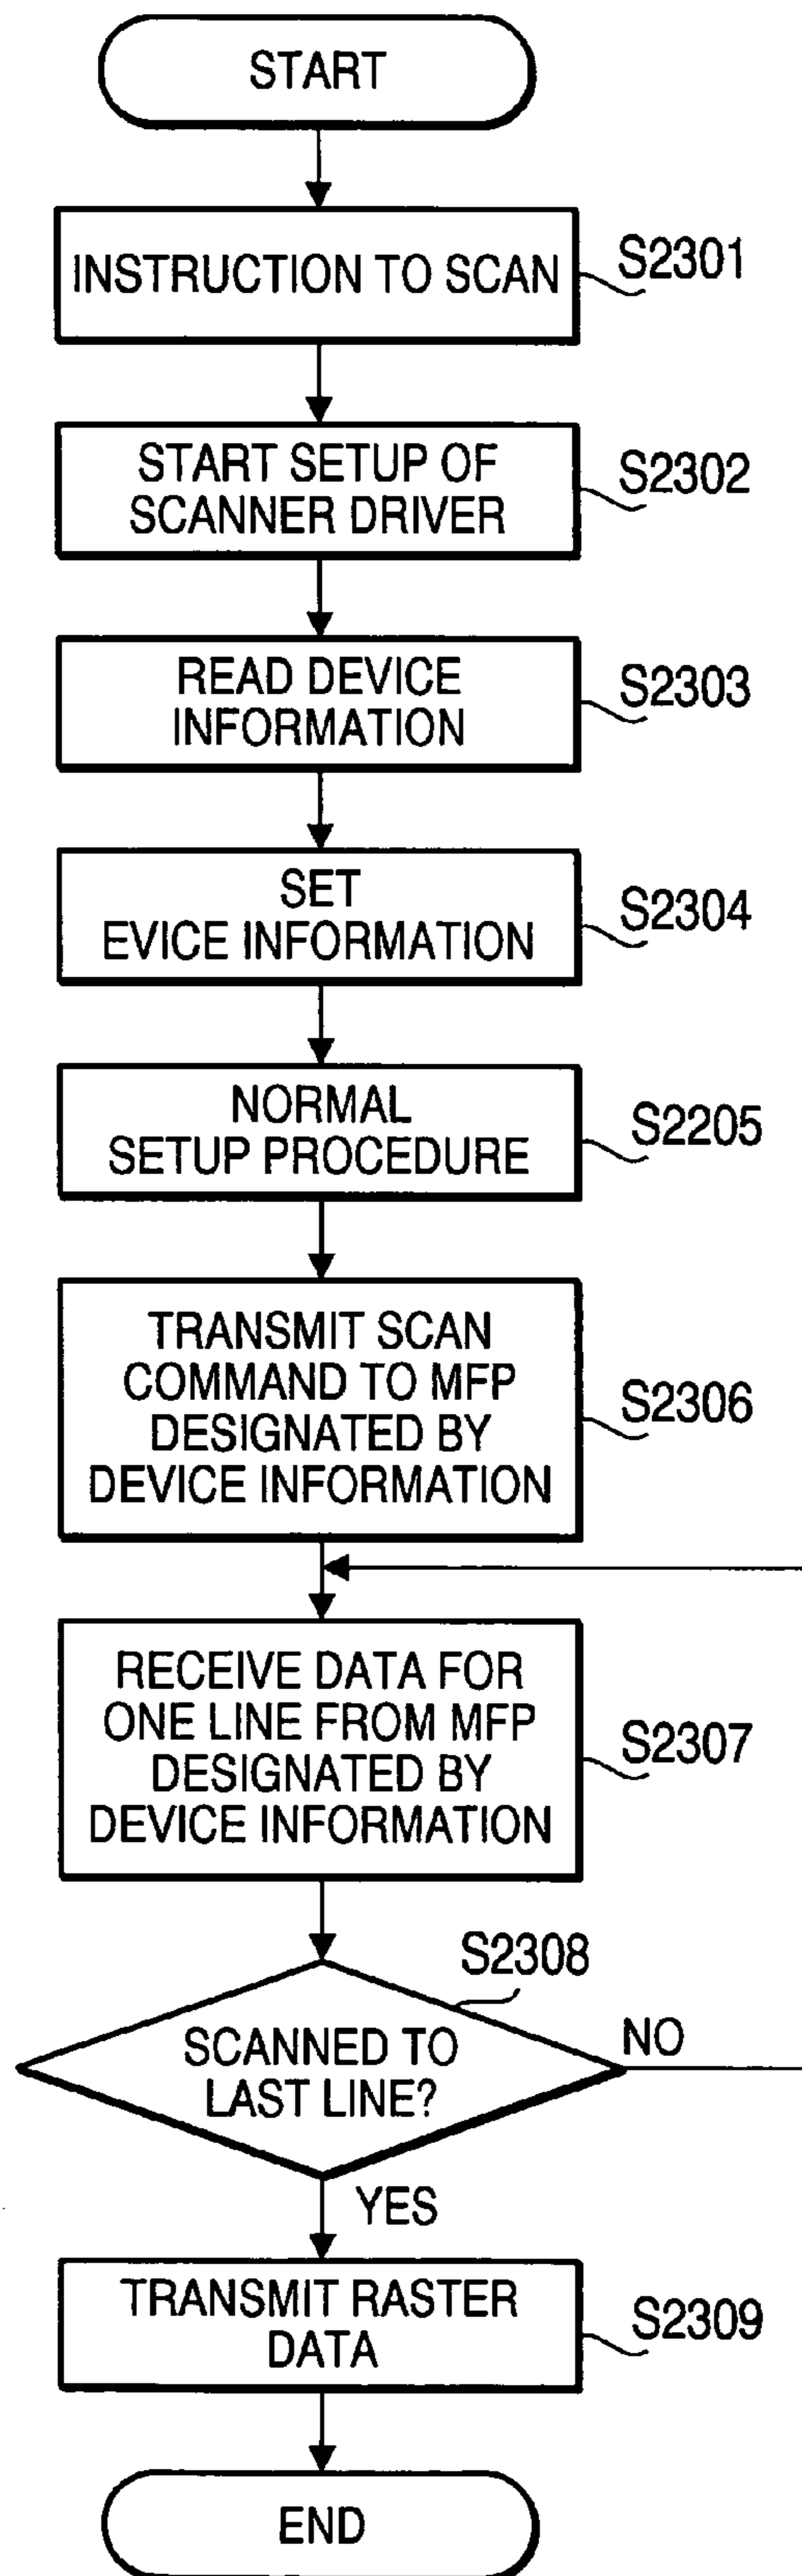 START
INSTRUCTION TO SCAN
S2301
START SETUP OF
SCANNER DRIVER
S2302
READ DEVICE
INFORMATION
S2303
SET
EVICE INFORMATION
S2304
NORMAL
SETUP PROCEDURE
S2205
TRANSMIT SCAN
COMMAND TO MFP
DESIGNATED BY
DEVICE INFORMATION
S2306
RECEIVE DATA FOR
ONE LINE FROM MFP
DESIGNATED BY
DEVICE INFORMATION
S2307
S2308
SCANNED TO
LAST LINE?
NO
YES
TRANSMIT RASTER
DATA
S2309
END